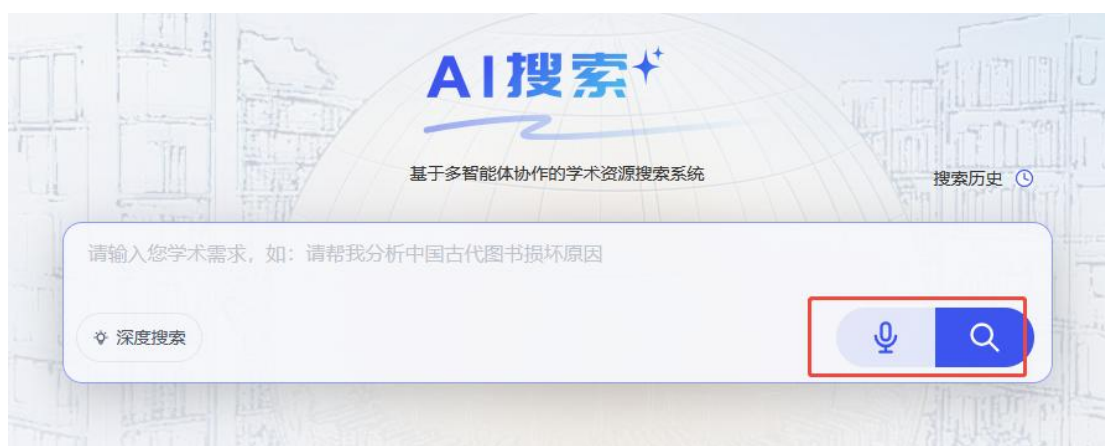 AI搜索
基于多智能体协作的学术资源搜索系统
搜索历史
请输入您学术需求，如：请帮我分析中国古代图书损坏原因
深度搜索